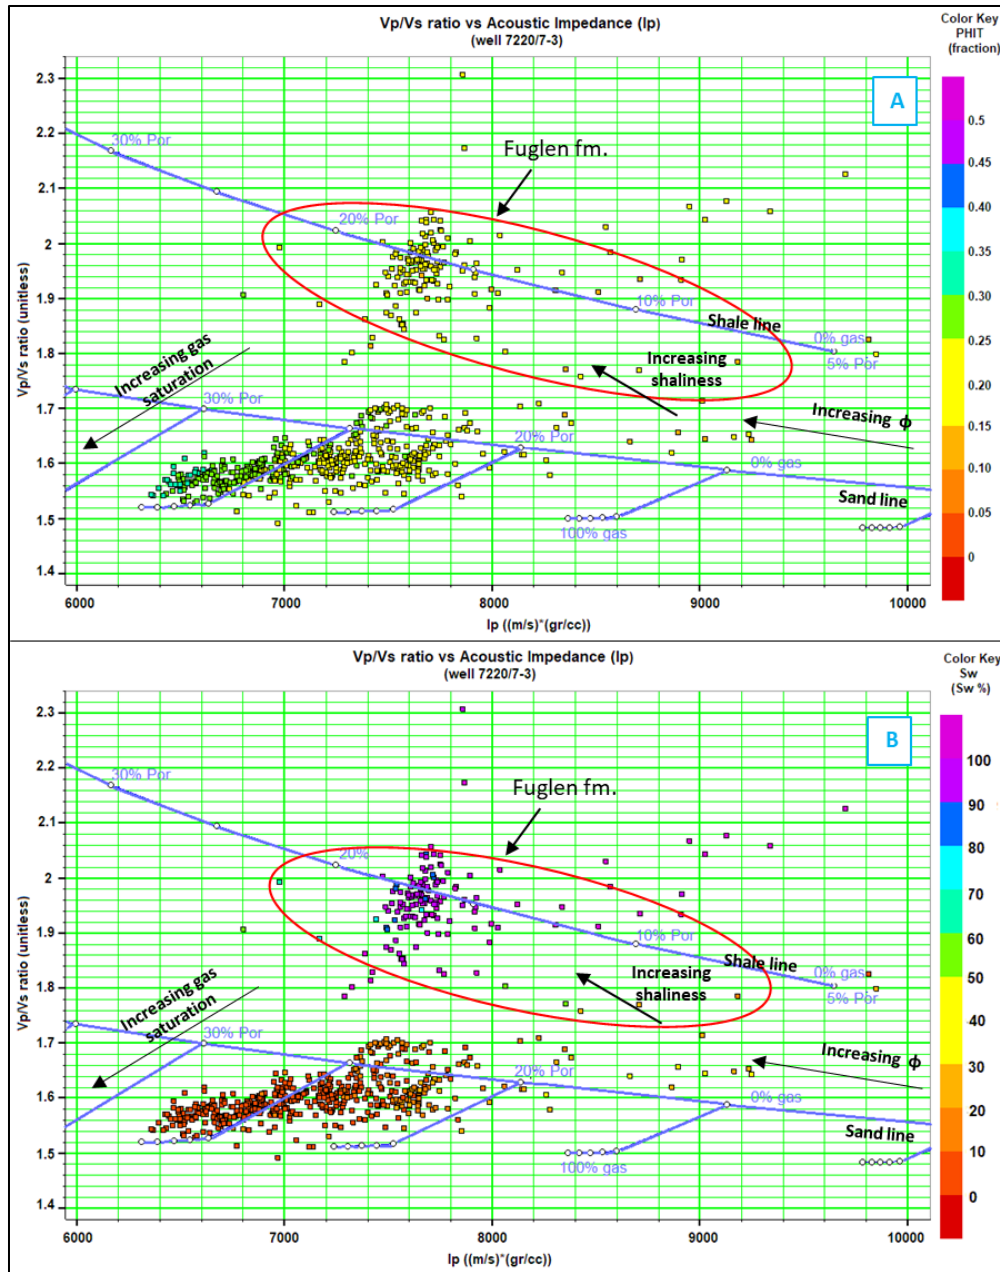 Vp/Vs ratio vs Acoustic Impedance (Ip)
(well 7220/7-3)
Color Key
PHIT
(fraction)
A
2.3
2.2
2.1
2
1.9
1.8
1.7
1.6
1.5
1.4
Vp/Vs ratio (unitless)
30% Por
Fuglen fm.
20% Por
10% Por
Shale line
0% gas
5% Por
Increasing gas
saturation
Increasing
shaliness
Increasing ϕ
30% Por
20% Por
0% gas
Sand line
100% gas
6000 7000 8000 9000 10000
Ip ((m/s)*(gr/cc))
0.5
0.45
0.40
0.35
0.30
0.25
0.20
0.15
0.10
0.05
0
Vp/Vs ratio vs Acoustic Impedance (Ip)
(well 7220/7-3)
Color Key
Sw
(Sw %)
B
2.3
2.2
2.1
2
1.9
1.8
1.7
1.6
1.5
1.4
Vp/Vs ratio (unitless)
30% Por
Fuglen fm.
20%
10% Por
Shale line
0% gas
5% Por
Increasing gas
saturation
Increasing
shaliness
Increasing ϕ
30% Por
20% Por
0% gas
Sand line
100% gas
6000 7000 8000 9000 10000
Ip ((m/s)*(gr/cc))
100
90
80
70
60
50
40
30
20
10
0